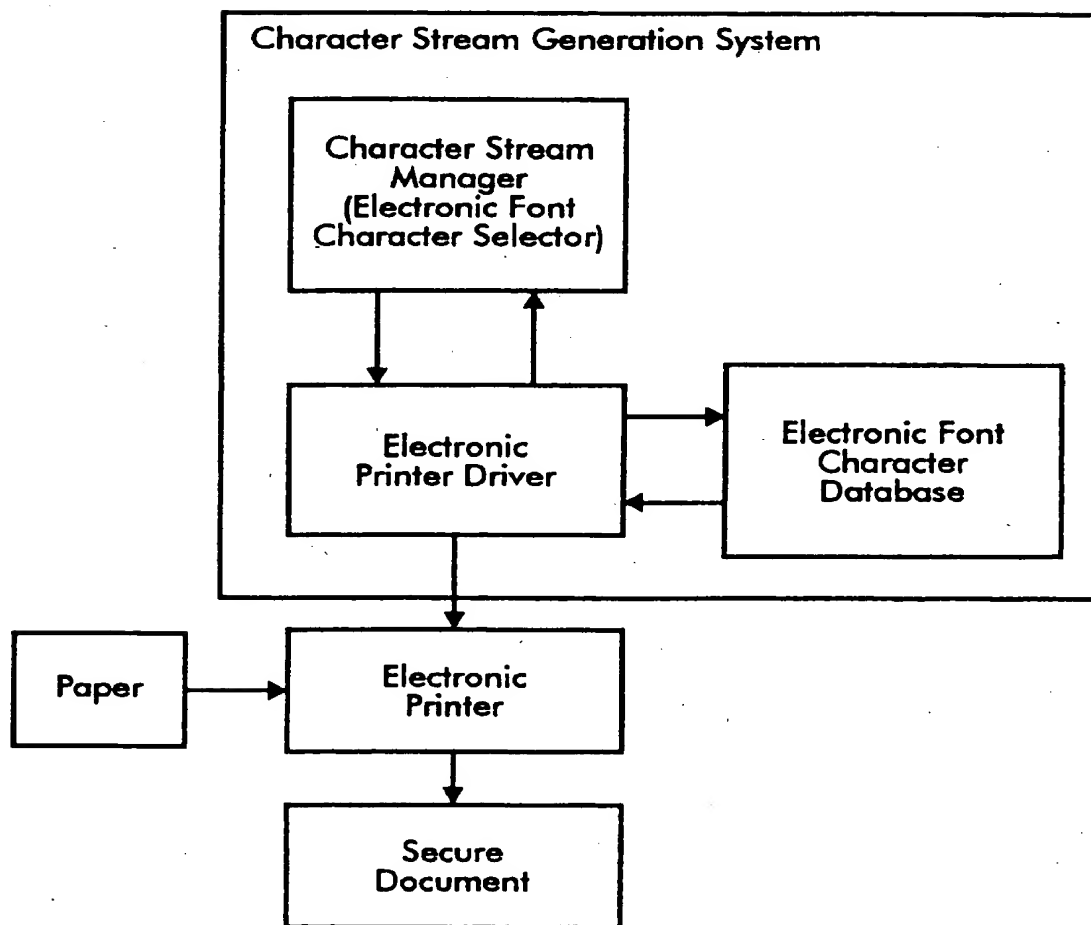 Character Stream Generation System
Character Stream
Manager
(Electronic Font
Character Selector)
Electronic
Printer Driver
Electronic Font
Character
Database
Paper
Electronic
Printer
Secure
Document